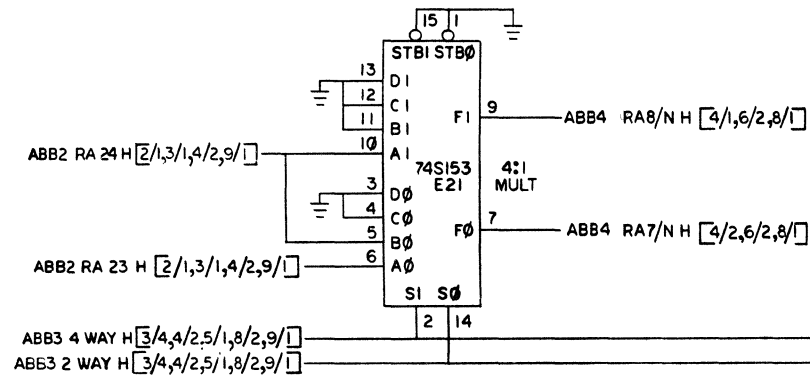 15 1
STB1 STBØ
13 D1
12 C1
11 B1
F1 9 ABB4 RA8/N H [4/1,6/2,8/1]
ABB2 RA 24 H [2/1,3/1,4/2,9/1] 10 A1
74S153 4:1
E21 MULT
3 DØ
4 CØ
5 BØ
FØ 7 ABB4 RA7/N H [4/2,6/2,8/1]
ABB2 RA 23 H [2/1,3/1,4/2,9/1] 6 AØ
S1 SØ
2 14
ABB3 4 WAY H [3/4,4/2,5/1,8/2,9/1]
ABB3 2 WAY H [3/4,4/2,5/1,8/2,9/1]